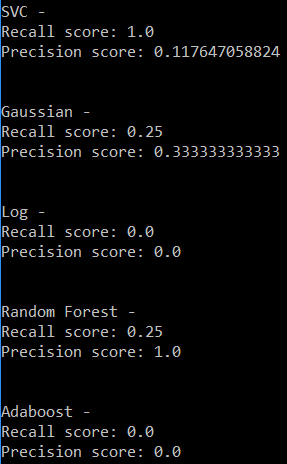 SVC -
Recall score: 1.0
Precision score: 0.117647058824
Gaussian -
Recall score: 0.25
Precision score: 0.333333333333
Log -
Recall score: 0.0
Precision score: 0.0
Random Forest -
Recall score: 0.25
Precision score: 1.0
Adaboost -
Recall score: 0.0
Precision score: 0.0